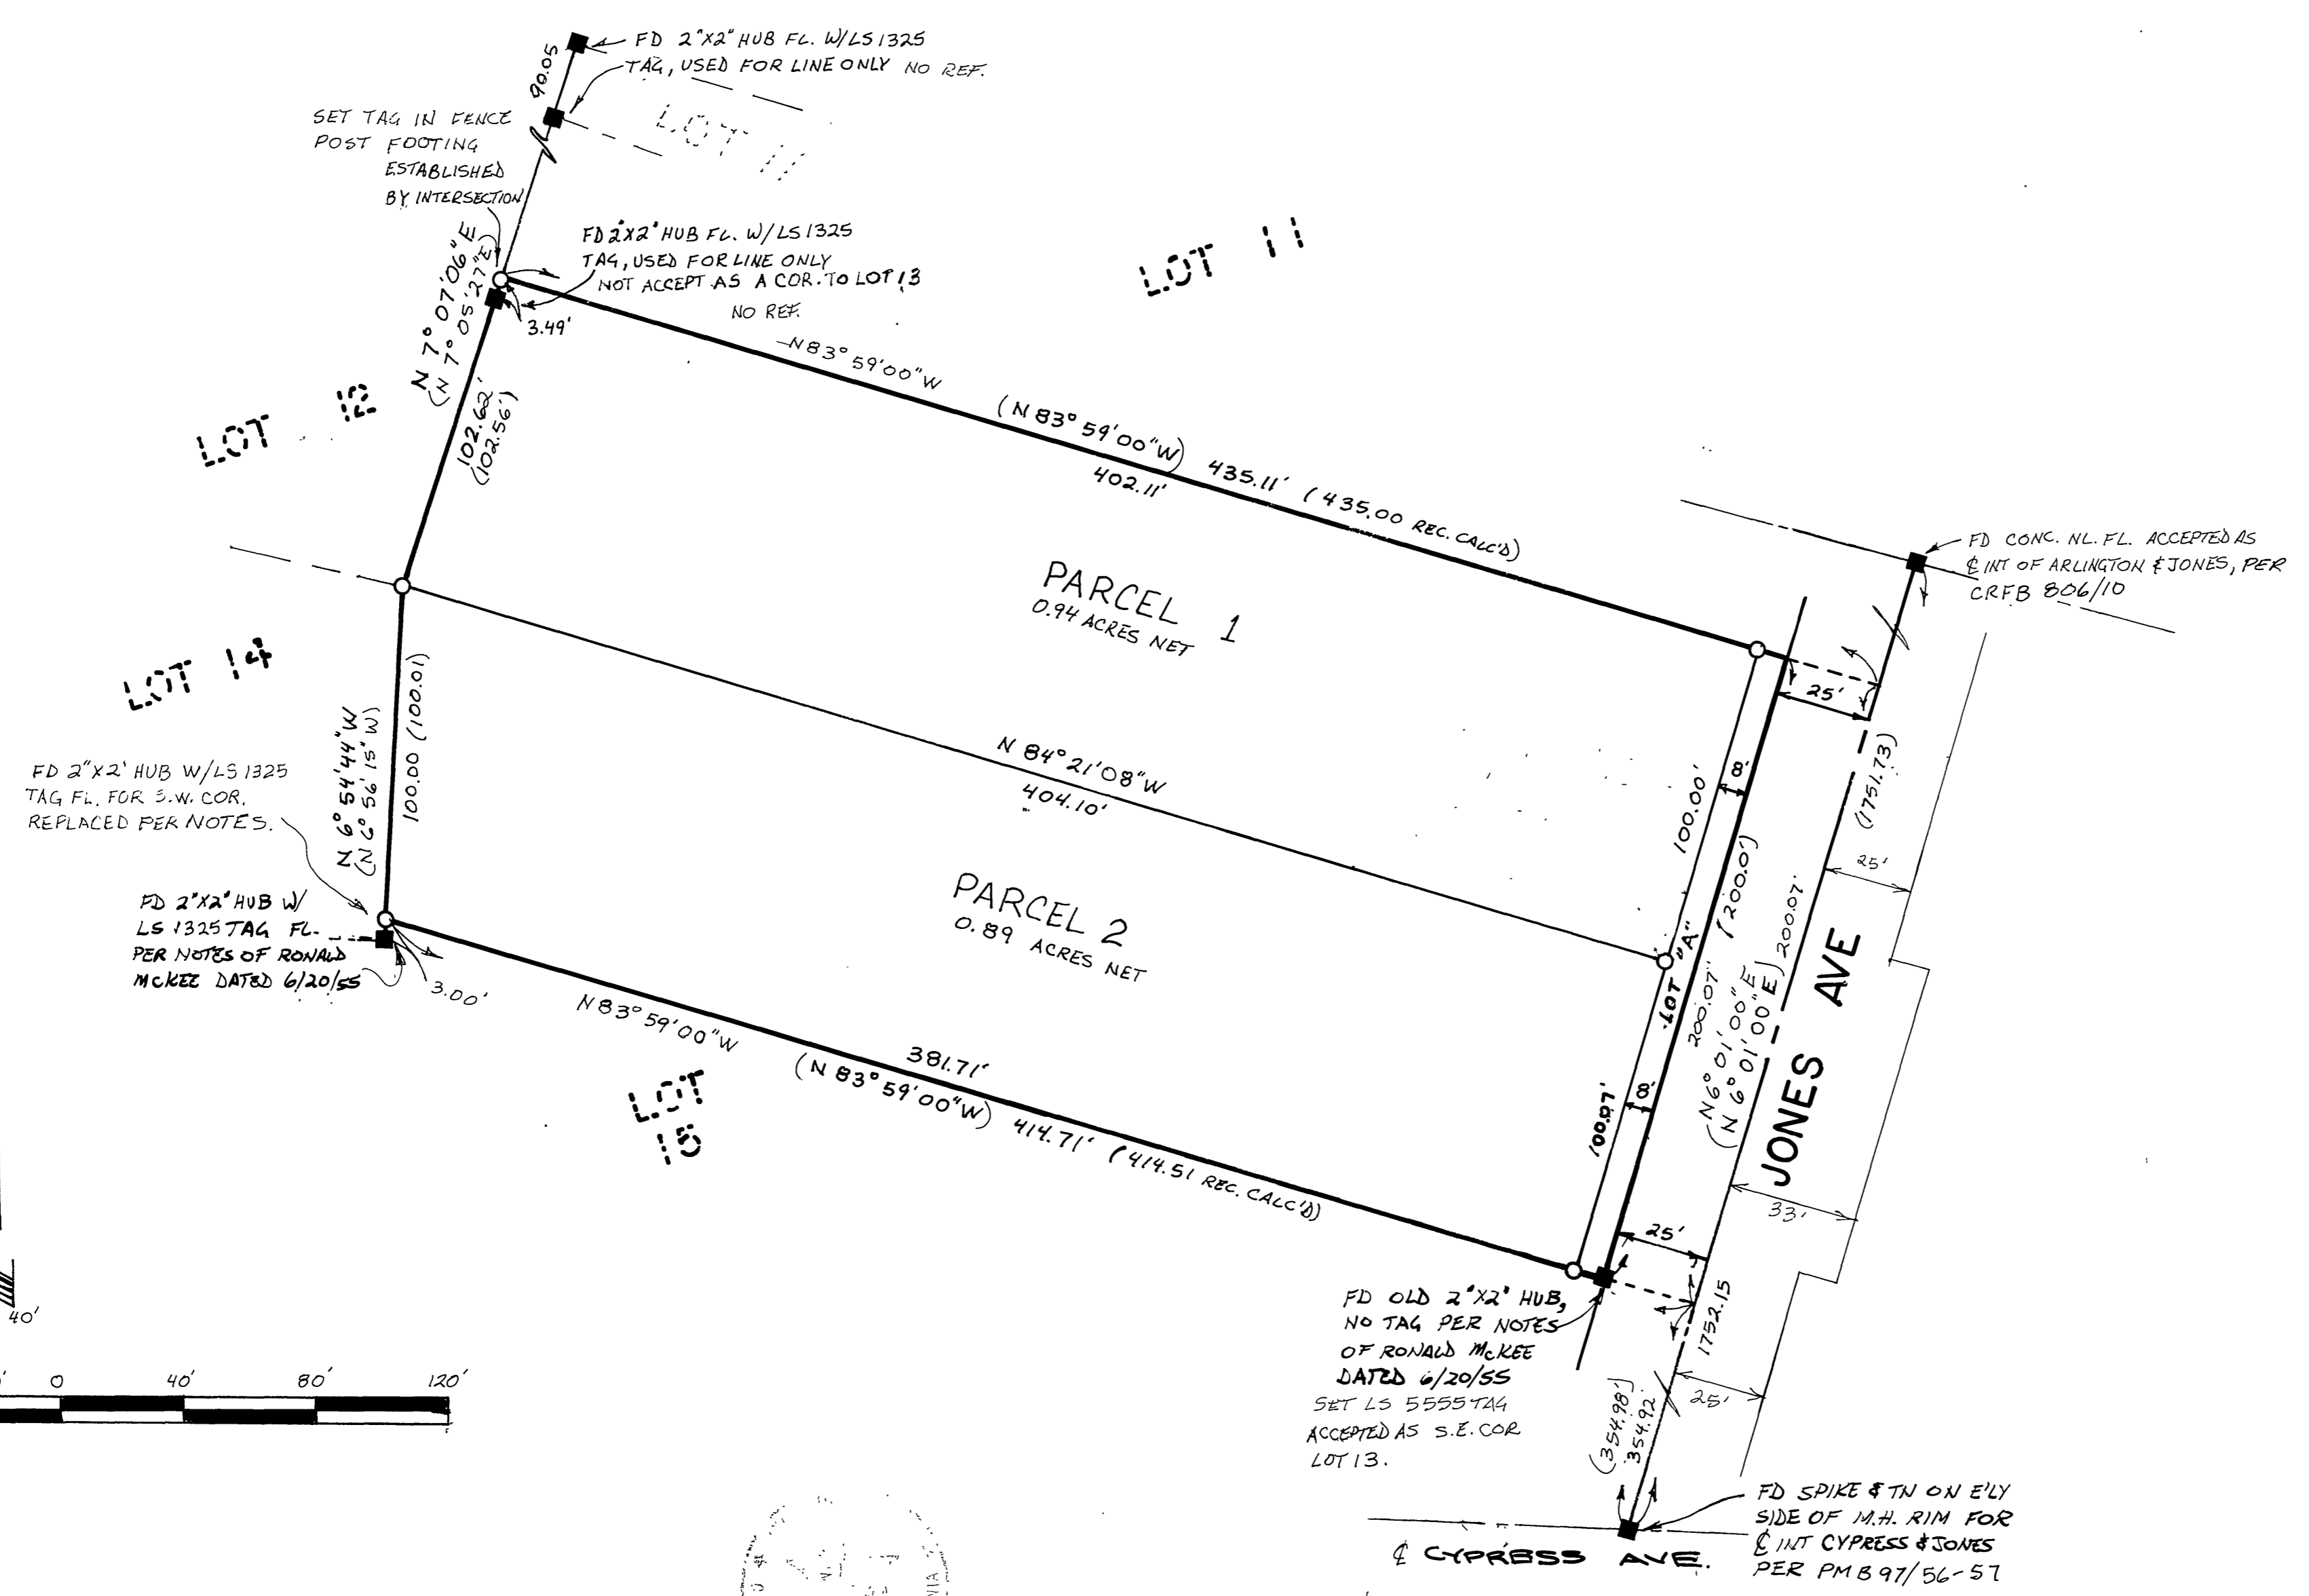 90.05
FD 2"X2" HUB FL. W/LS 1325
TAG, USED FOR LINE ONLY NO REF.
LOT 11
SET TAG IN FENCE
POST FOOTING
ESTABLISHED
BY INTERSECTION
FD 2"X2" HUB FL. W/LS 1325
TAG, USED FOR LINE ONLY
NOT ACCEPT AS A COR. TO LOT 13
NO REF.
3.49'
LOT 11
N 7° 07' 06" E
(N 7° 05' 27" E)
102.62'
(102.56')
N 83° 59' 00" W
(N 83° 59' 00" W) 435.11' (435.00 REC. CALC'D)
402.11'
LOT 12
FD CONC. NL. FL. ACCEPTED AS
℄ INT OF ARLINGTON & JONES, PER
CRFB 806/10
PARCEL 1
0.94 ACRES NET
LOT 14
25'
N 6° 54' 44" W
(N 6° 56' 15" W)
100.00 (100.01)
N 84° 21' 08" W
404.10'
100.00'
8'
(1751.73)
25'
FD 2"X2' HUB W/LS 1325
TAG FL. FOR S.W. COR.
REPLACED PER NOTES.
FD 2"X2" HUB W/
LS 1325 TAG FL.
PER NOTES OF RONALD
McKEE DATED 6/20/55
3.00'
PARCEL 2
0.89 ACRES NET
LOT "A"
200.07' (200.0')
(N 6° 01' 00" E
(N 6° 01' 00" E) 200.07'
JONES AVE
N 83° 59' 00" W
381.71'
(N 83° 59' 00" W) 414.71' (414.51 REC. CALC'D)
LOT
15
100.07'
8'
33'
25'
1752.15
25'
FD OLD 2"X2" HUB,
NO TAG PER NOTES
OF RONALD McKEE
DATED 6/20/55
SET LS 5555 TAG
ACCEPTED AS S.E. COR
LOT 13.
(354.98')
354.92'
FD SPIKE & TN ON E'LY
SIDE OF M.H. RIM FOR
℄ INT CYPRESS & JONES
PER PMB 97/56-57
℄ CYPRESS AVE.
40'
0 40' 80' 120'